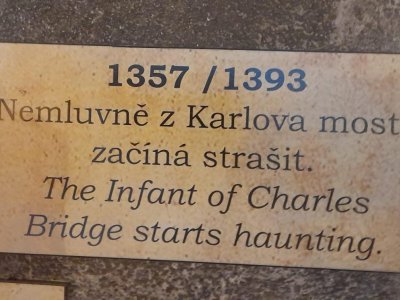 1357 / 1393
Nemluvně z Karlova most
začíná strašit.
The Infant of Charles
Bridge starts haunting.